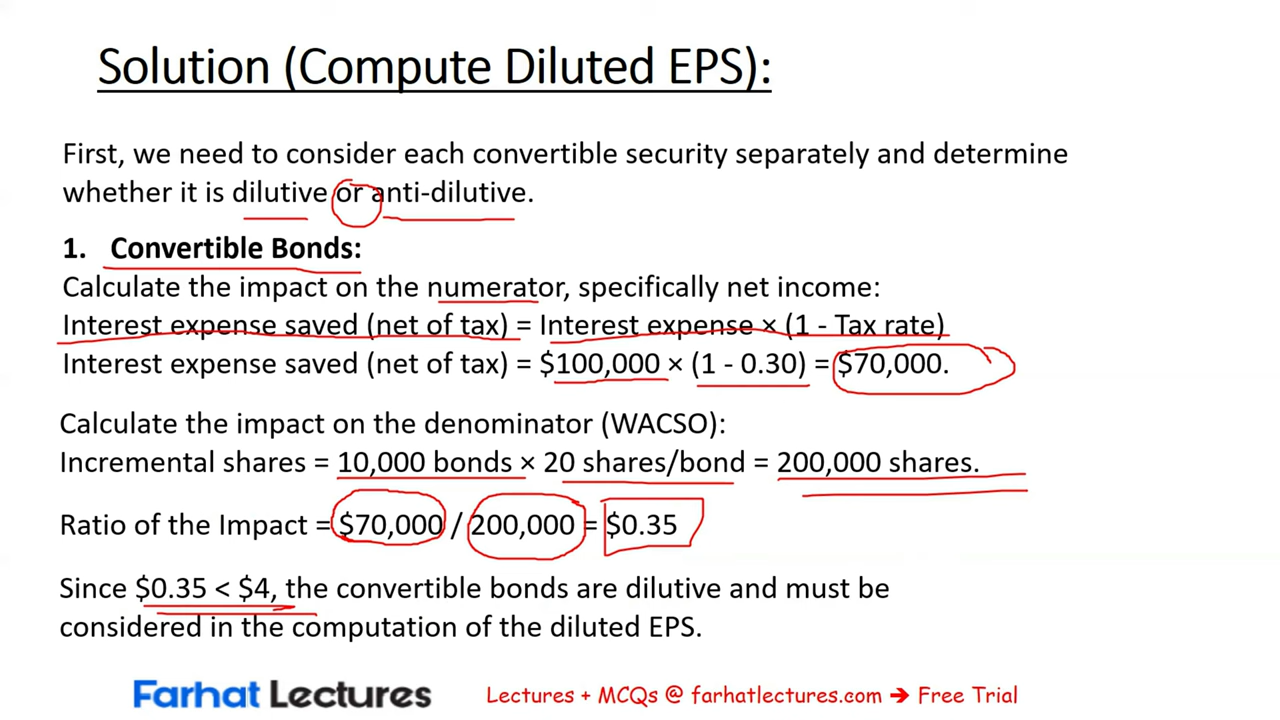 Solution (Compute Diluted EPS):
First, we need to consider each convertible security separately and determine
whether it is dilutive or anti-dilutive.
1. Convertible Bonds:
Calculate the impact on the numerator, specifically net income:
Interest expense saved (net of tax) = Interest expense × (1 - Tax rate)
Interest expense saved (net of tax) = $100,000 × (1 - 0.30) = $70,000.
Calculate the impact on the denominator (WACSO):
Incremental shares = 10,000 bonds × 20 shares/bond = 200,000 shares.
Ratio of the Impact = $70,000 / 200,000 = $0.35
Since $0.35 < $4, the convertible bonds are dilutive and must be
considered in the computation of the diluted EPS.
Farhat Lectures Lectures + MCQs @ farhatlectures.com ➔ Free Trial